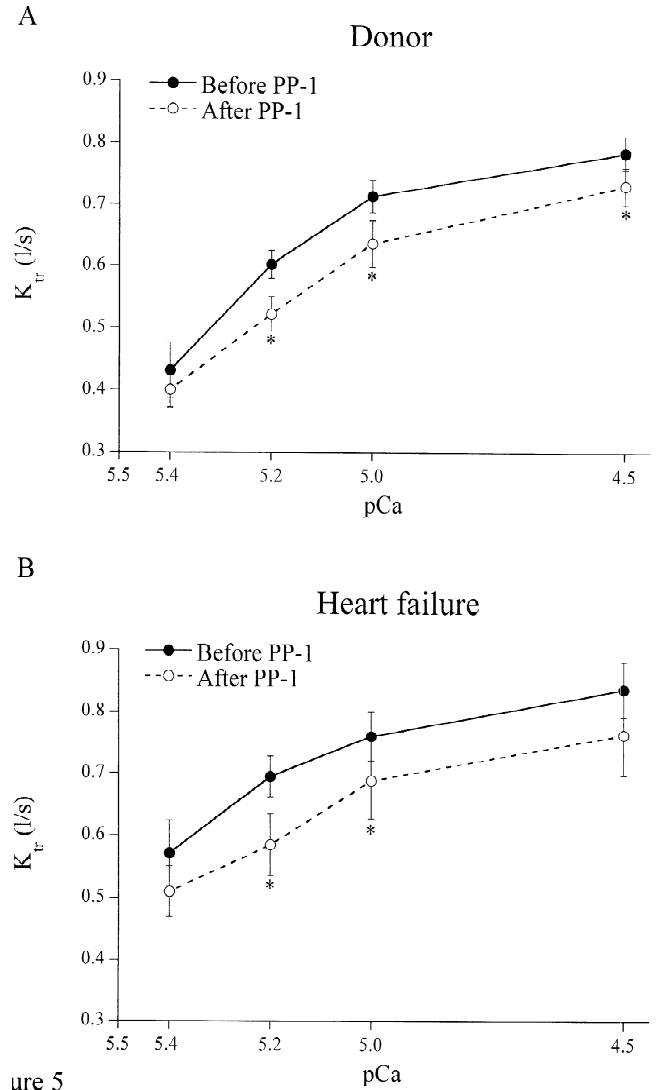 A
Donor
Before PP-1
After PP-1
0.9
0.8
0.7
0.6
0.5
0.4
0.3
K tr (1/s)
*
*
*
5.5 5.4 5.2 5.0 4.5
pCa
B
Heart failure
Before PP-1
After PP-1
0.9
0.8
0.7
0.6
0.5
0.4
0.3
K tr (1/s)
*
*
5.5 5.4 5.2 5.0 4.5
pCa
ure 5